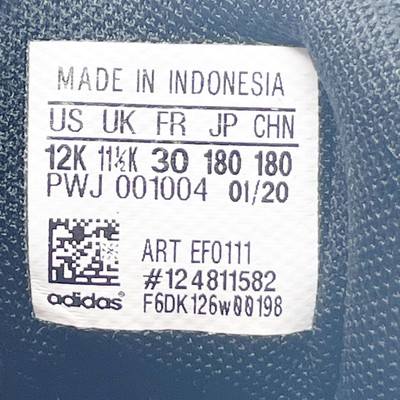 MADE IN INDONESIA
US UK FR JP CHN
12K 11½K 30 180 180
PWJ 001004 01/20
ART EF0111
#124811582
adidas® F6DK126w00198